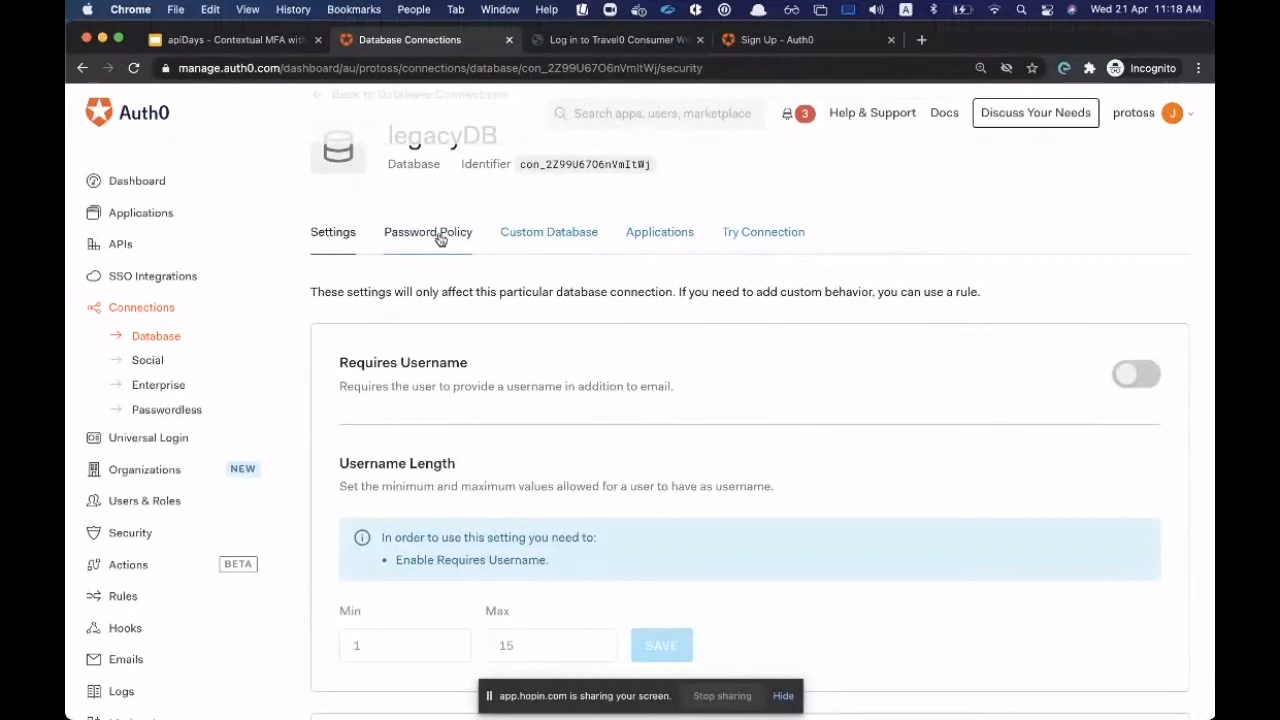 Chrome File Edit View History Bookmarks People Tab Window Help A Wed 21 Apr 11:18 AM
apiDays - Contextual MFA with Database Connections Log in to Travel0 Consumer We Sign Up - Auth0
manage.auth0.com/dashboard/au/protoss/connections/database/con_2Z99U67O6nVmItWj/security Incognito
Back to Database Connections
Auth0 Search apps, users, marketplace 3 Help & Support Docs Discuss Your Needs protoss J
legacyDB
Database Identifier con_2Z99U67O6nVmItWj
Dashboard
Applications
APIs
SSO Integrations
Connections
Database
Social
Enterprise
Passwordless
Universal Login
Organizations NEW
Users & Roles
Security
Actions BETA
Rules
Hooks
Emails
Logs
Settings Password Policy Custom Database Applications Try Connection
These settings will only affect this particular database connection. If you need to add custom behavior, you can use a rule.
Requires Username
Requires the user to provide a username in addition to email.
Username Length
Set the minimum and maximum values allowed for a user to have as username.
In order to use this setting you need to:
• Enable Requires Username.
Min Max
1 15 SAVE
app.hopin.com is sharing your screen. Stop sharing Hide